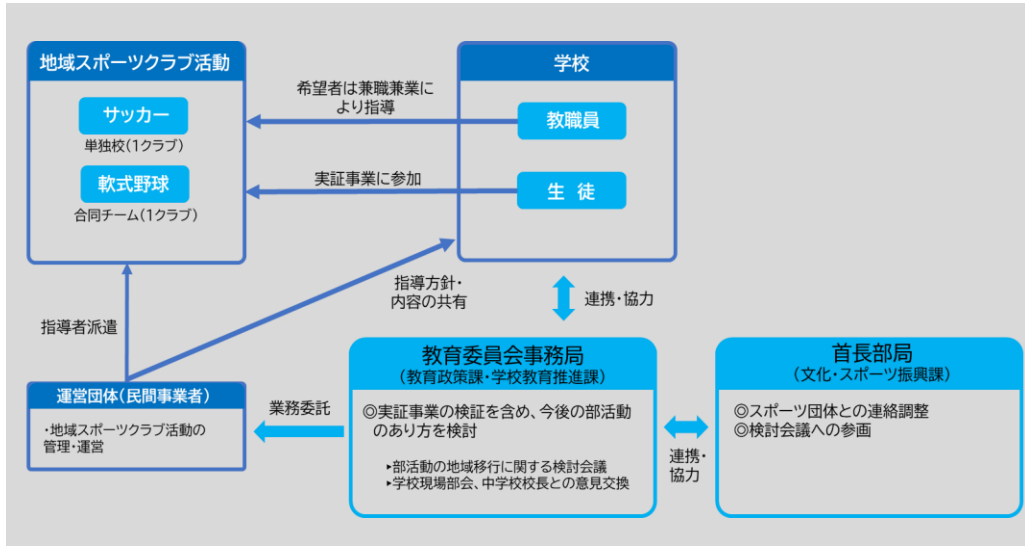 地域スポーツクラブ活動
サッカー
単独校(1クラブ)
軟式野球
合同チーム(1クラブ)
希望者は兼職兼業に
より指導
実証事業に参加
学校
教職員
生 徒
指導方針・
内容の共有
連携・協力
指導者派遣
運営団体(民間事業者)
・地域スポーツクラブ活動の
管理・運営
業務委託
教育委員会事務局
(教育政策課・学校教育推進課)
◎実証事業の検証を含め、今後の部活動
のあり方を検討
▸部活動の地域移行に関する検討会議
▸学校現場部会、中学校校長との意見交換
連携・
協力
首長部局
(文化・スポーツ振興課)
◎スポーツ団体との連絡調整
◎検討会議への参画